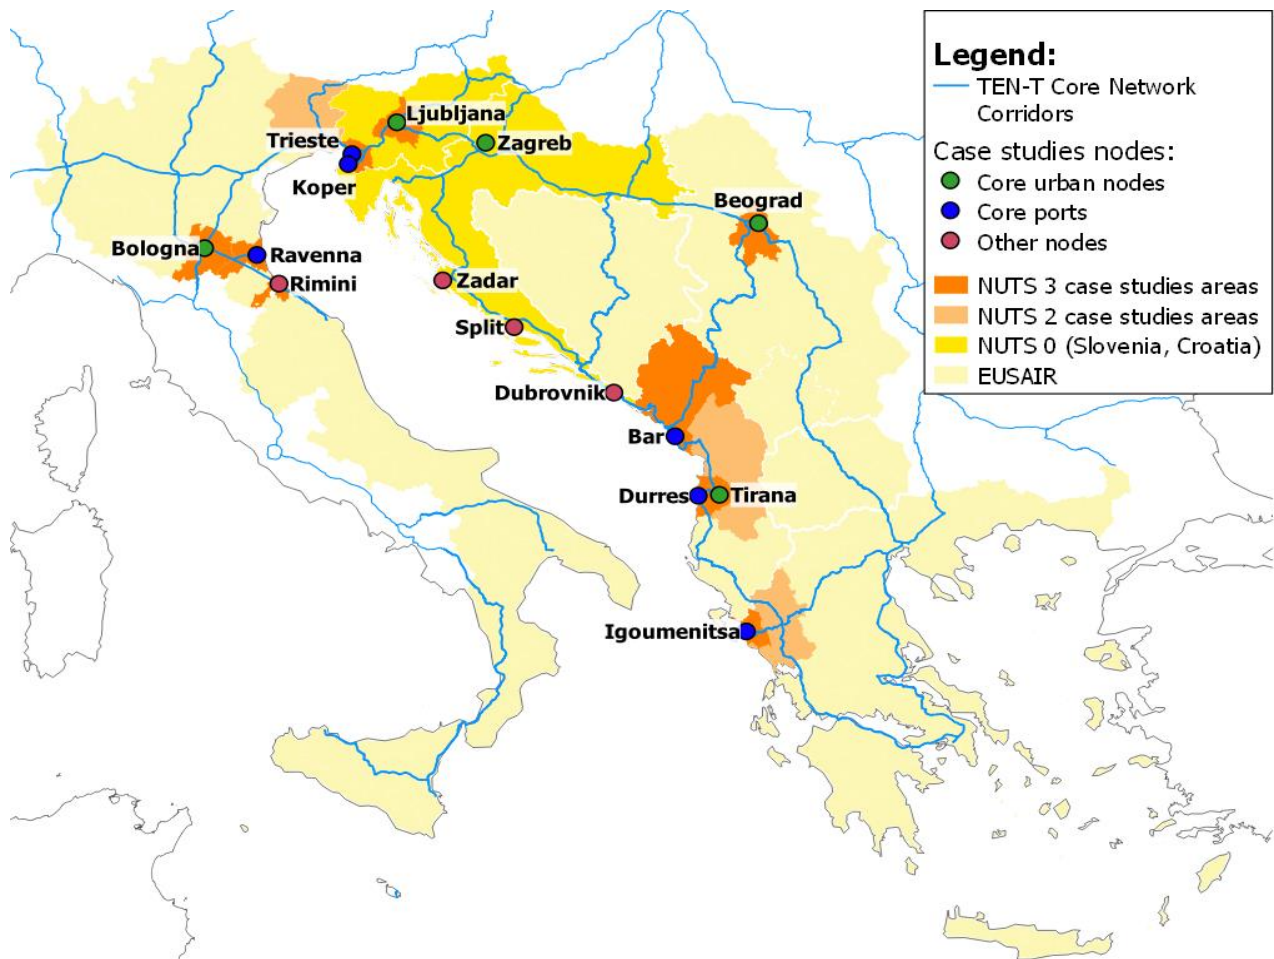 Legend:
TEN-T Core Network
Corridors
Case studies nodes:
Core urban nodes
Core ports
Other nodes
NUTS 3 case studies areas
NUTS 2 case studies areas
NUTS 0 (Slovenia, Croatia)
EUSAIR
Ljubljana
Trieste
Zagreb
Koper
Beograd
Bologna
Ravenna
Rimini
Zadar
Split
Dubrovnik
Bar
Durres
Tirana
Igoumenitsa